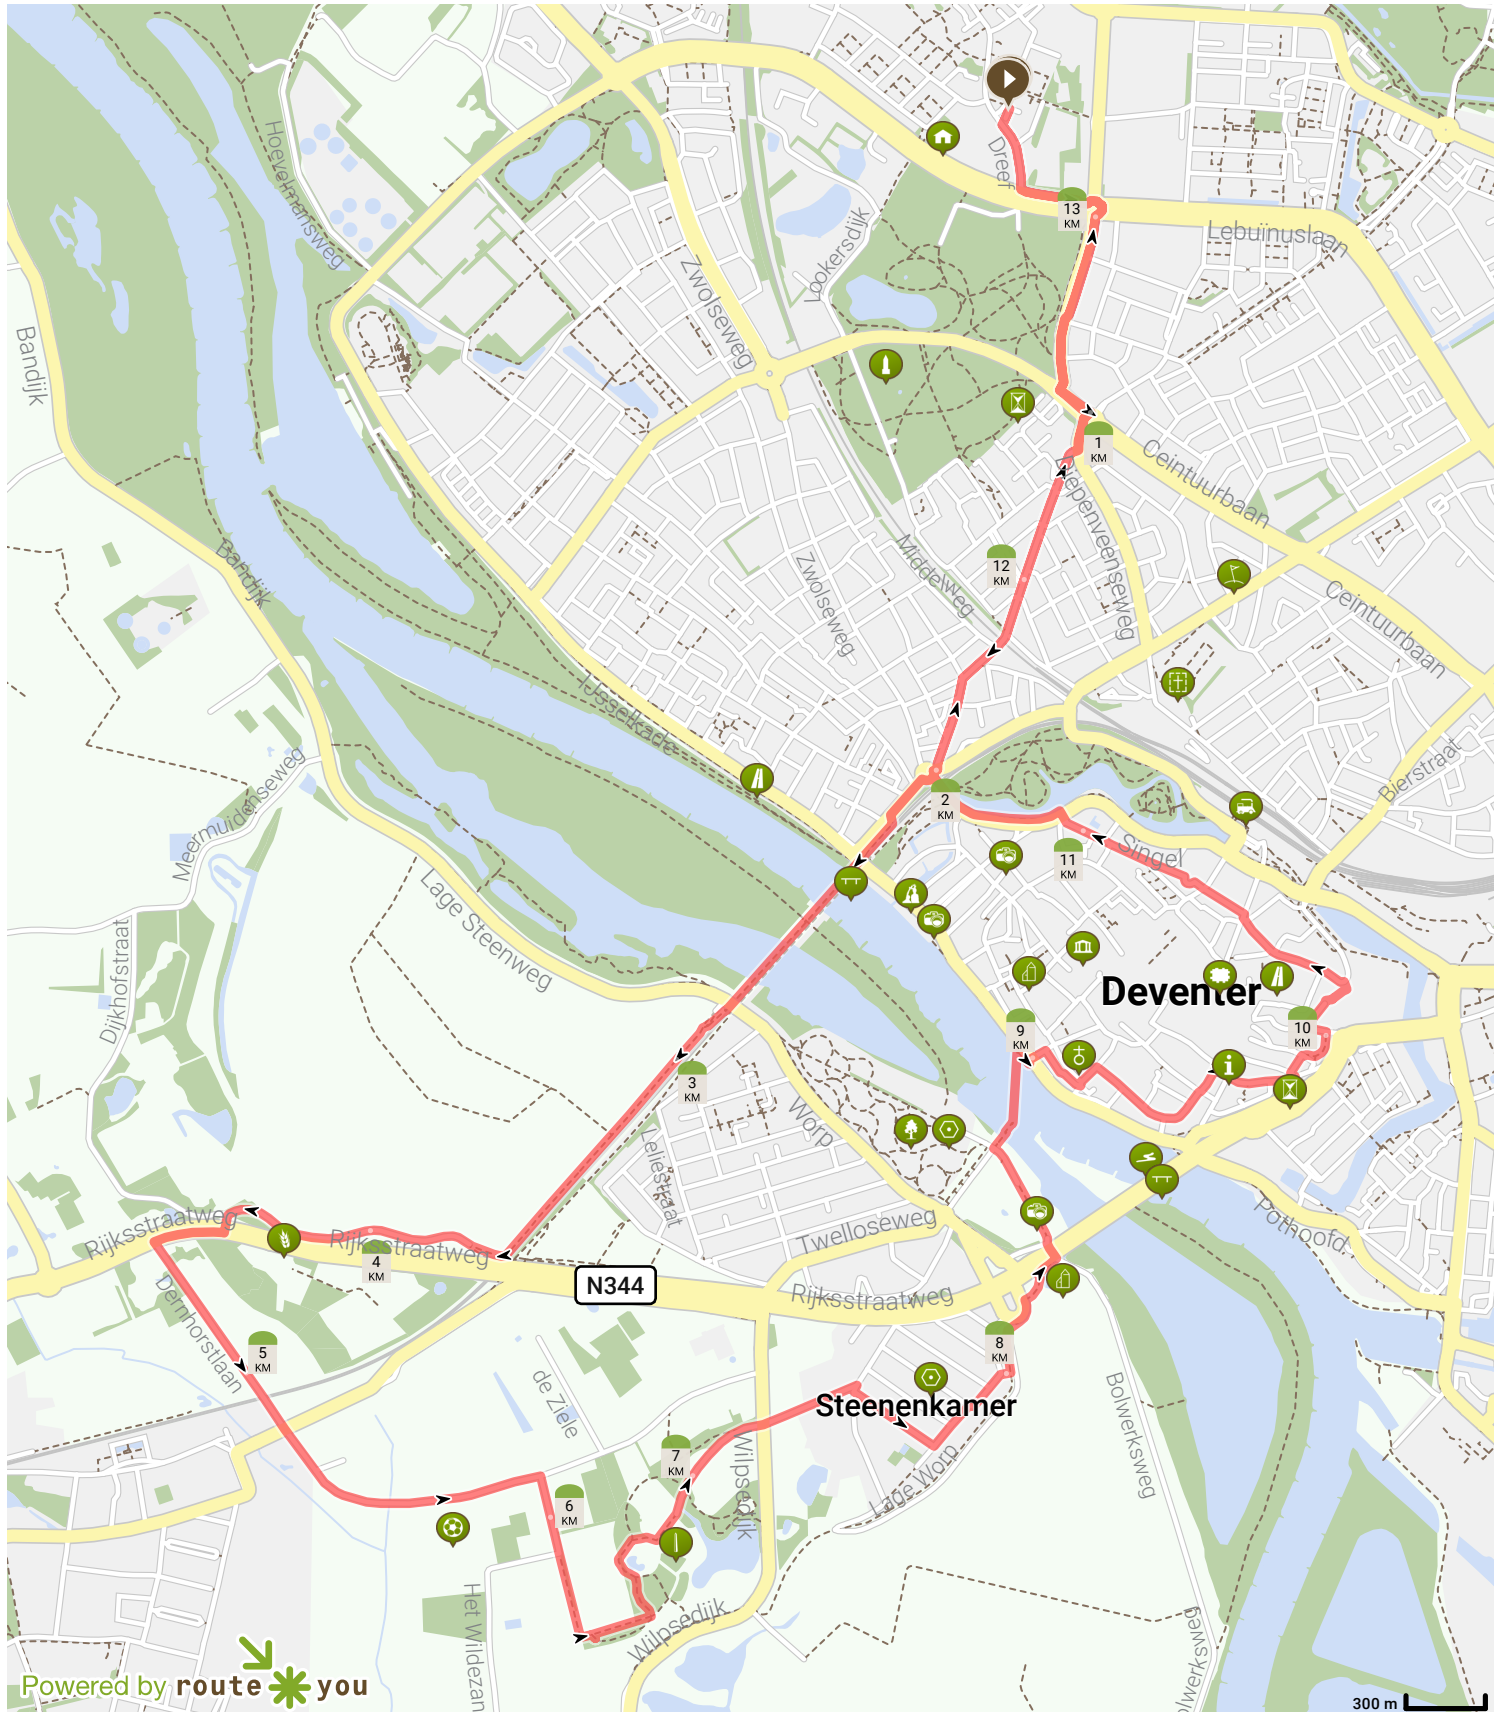 Hoevelmansweg
Dreef
13
KM
Lebuinuslaan
Lookersdijk
Zwolseweg
Bandijk
1
KM
Ceintuurbaan
Diepenveenseweg
Middelweg
12
KM
Zwolseweg
Bandijk
Ceintuurbaan
IJsselkade
Meermuidenseweg
Bierstraat
2
KM
Singel
11
KM
Lage Steenweg
Dijkhofstraat
Deventer
9
KM
10
KM
3
KM
Worp
Leliestraat
Rijksstraatweg
Rijksstraatweg
Twelloseweg
Pothoofd
4
KM
N344
Rijksstraatweg
Dernhorstlaan
5
KM
8
KM
de Ziele
Steenenkamer
Bolwerksweg
7
KM
Wilpsedijk
Lage Worp
6
KM
Het Wildezand
Wilpsedijk
olwerksweg
Powered by routeyou
300 m